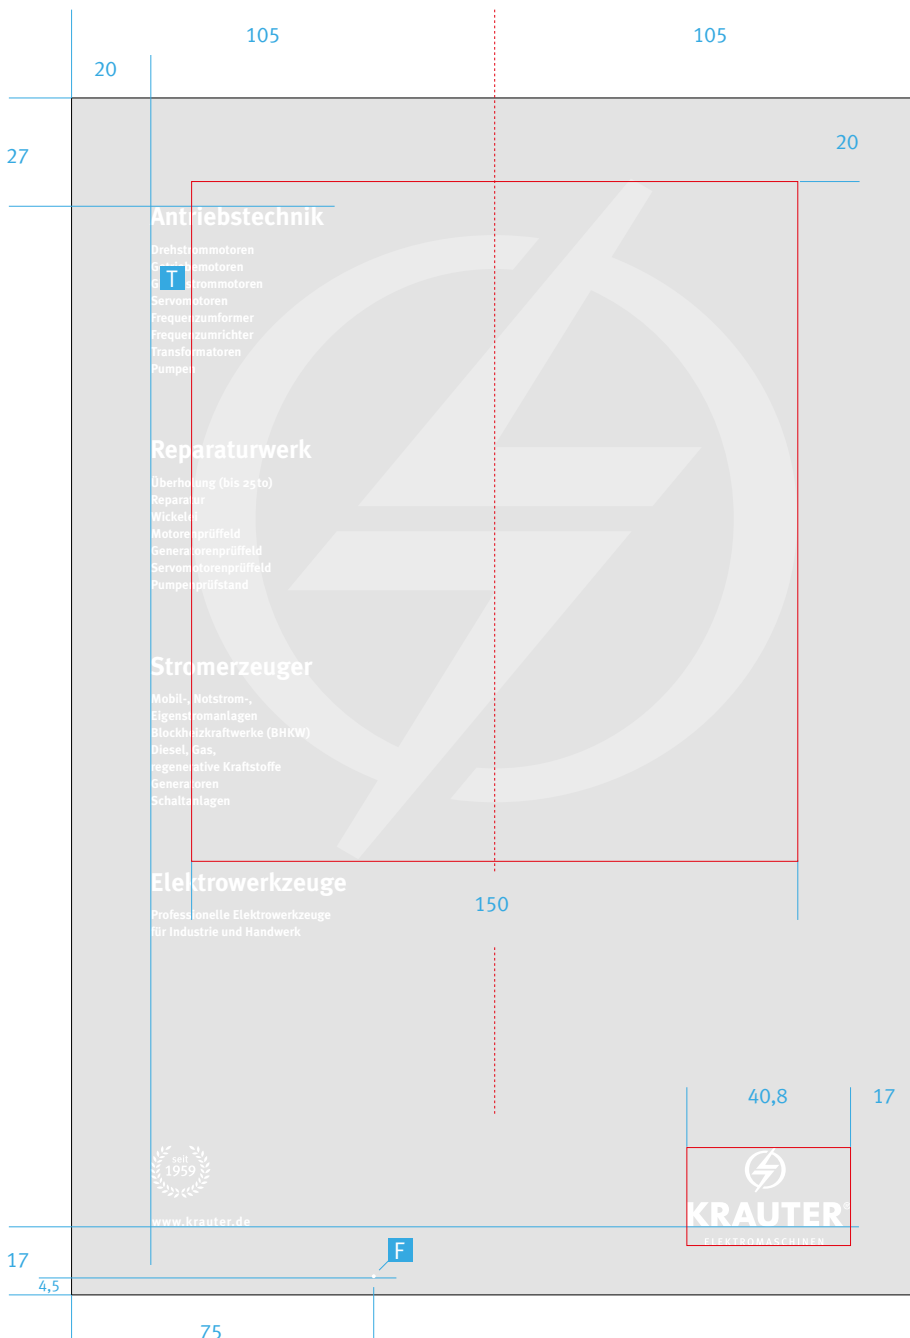 105
105
20
27
20
Antriebstechnik
Drehstrommotoren
Getriebemotoren
T
Gleichstrommotoren
Servomotoren
Frequenzumformer
Frequenzumrichter
Transformatoren
Pumpen
Reparaturwerk
Überholung (bis 25to)
Reparatur
Wickelei
Motorenprüffeld
Generatorenprüffeld
Servomotorenprüffeld
Pumpenprüfstand
Stromerzeuger
Mobil-, Notstrom-,
Eigenstromanlagen
Blockheizkraftwerke (BHKW)
Diesel, Gas,
regenerative Kraftstoffe
Generatoren
Schaltanlagen
Elektrowerkzeuge
Professionelle Elektrowerkzeuge
für Industrie und Handwerk
150
40,8
17
seit
1959
www.krauter.de
KRAUTER®
ELEKTROMASCHINEN
F
17
4,5
75